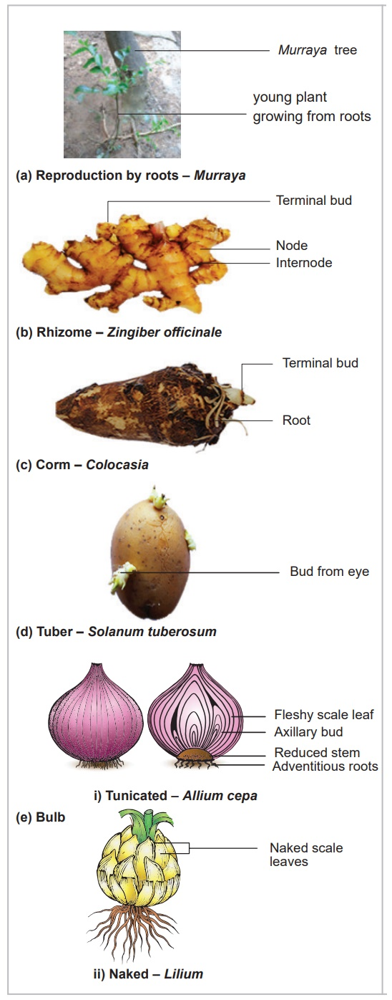 Murraya tree
young plant
growing from roots
(a) Reproduction by roots – Murraya
Terminal bud
Node
Internode
(b) Rhizome – Zingiber officinale
Terminal bud
Root
(c) Corm – Colocasia
Bud from eye
(d) Tuber – Solanum tuberosum
Fleshy scale leaf
Axillary bud
Reduced stem
Adventitious roots
i) Tunicated – Allium cepa
(e) Bulb
Naked scale
leaves
ii) Naked – Lilium